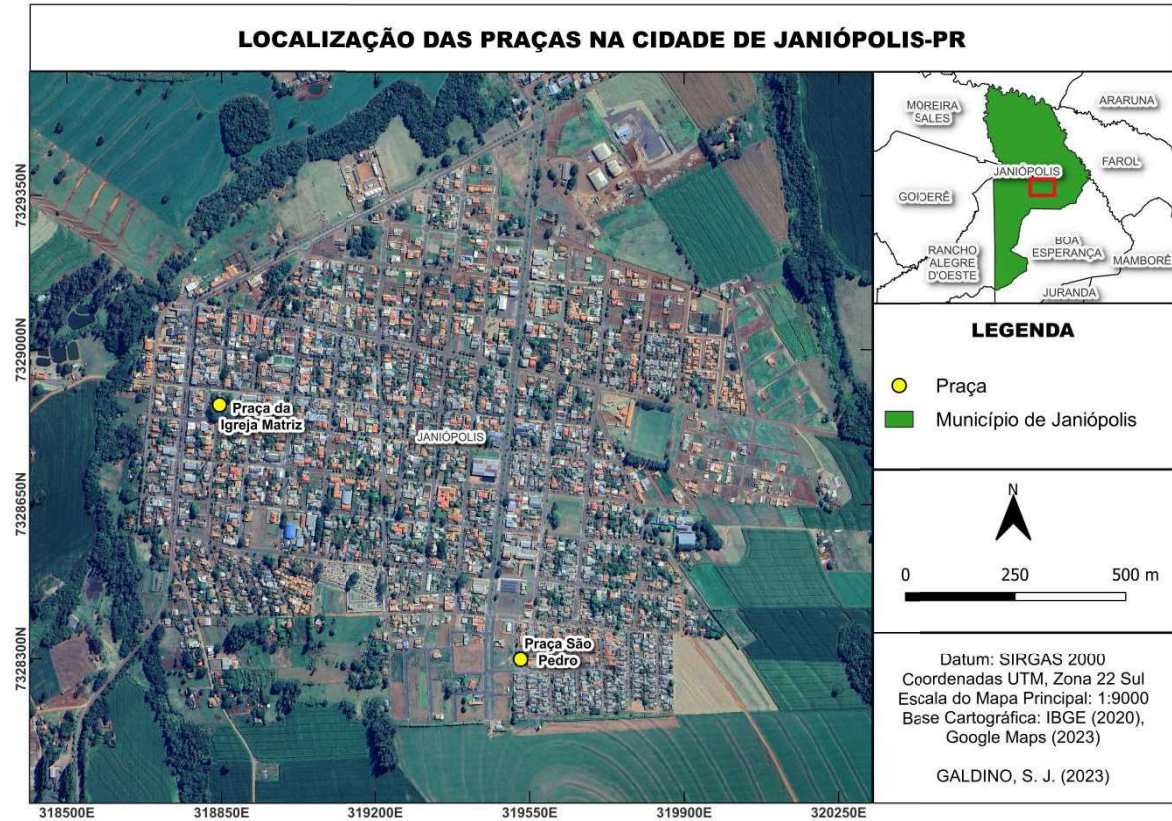 LOCALIZAÇÃO DAS PRAÇAS NA CIDADE DE JANIÓPOLIS-PR
7329350N
7329000N
7328650N
7328300N
Praça da
Igreja Matriz
JANIÓPOLIS
Praça São
Pedro
318500E
318850E
319200E
319550E
319900E
320250E
MOREIRA
SALES
ARARUNA
JANIÓPOLIS
FAROL
GOIOERÊ
RANCHO
ALEGRE
D'OESTE
BOA
ESPERANÇA
MAMBORÊ
JURANDA
LEGENDA
Praça
Município de Janiópolis
N
0 250 500 m
Datum: SIRGAS 2000
Coordenadas UTM, Zona 22 Sul
Escala do Mapa Principal: 1:9000
Base Cartográfica: IBGE (2020),
Google Maps (2023)
GALDINO, S. J. (2023)